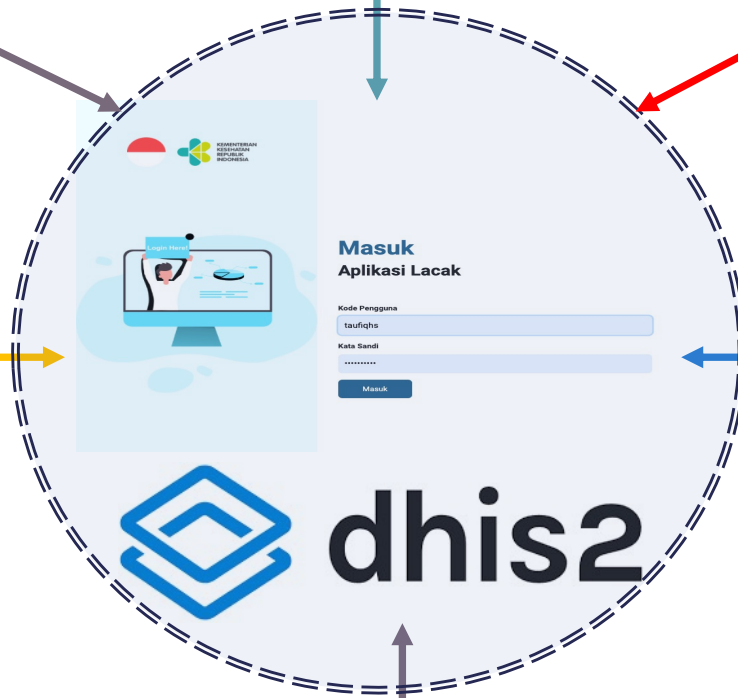 KEMENTERIAN
KESEHATAN
REPUBLIK
INDONESIA
Login Here!
Masuk
Aplikasi Lacak
Kode Pengguna
taufiqhs
Kata Sandi
••••••••••
Masuk
dhis2